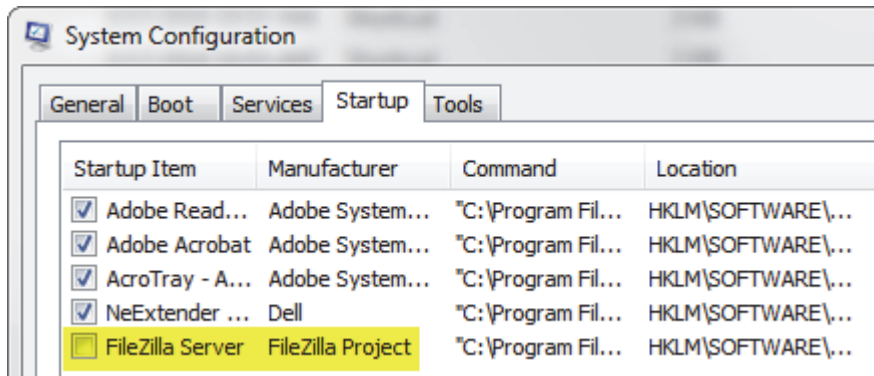 System Configuration
General Boot Services Startup Tools
Startup Item Manufacturer Command Location
Adobe Read... Adobe System... "C:\Program Fil... HKLM\SOFTWARE\...
Adobe Acrobat Adobe System... "C:\Program Fil... HKLM\SOFTWARE\...
AcroTray - A... Adobe System... "C:\Program Fil... HKLM\SOFTWARE\...
NeExtender ... Dell "C:\Program Fil... HKLM\SOFTWARE\...
FileZilla Server FileZilla Project "C:\Program Fil... HKLM\SOFTWARE\...